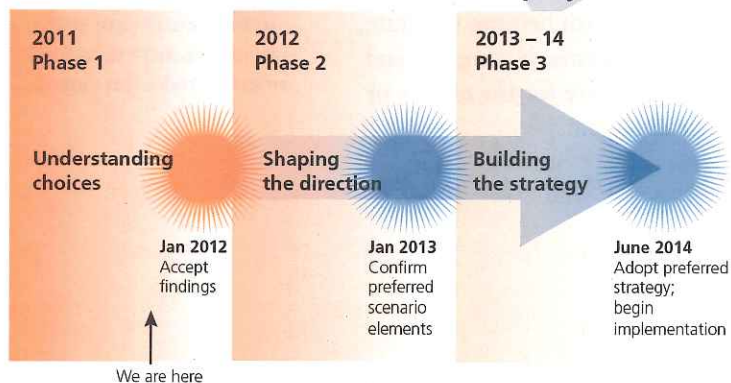 2011
Phase 1
2012
Phase 2
2013 – 14
Phase 3
Understanding
choices
Shaping
the direction
Building
the strategy
Jan 2012
Accept
findings
Jan 2013
Confirm
preferred
scenario
elements
June 2014
Adopt preferred
strategy;
begin
implementation
We are here